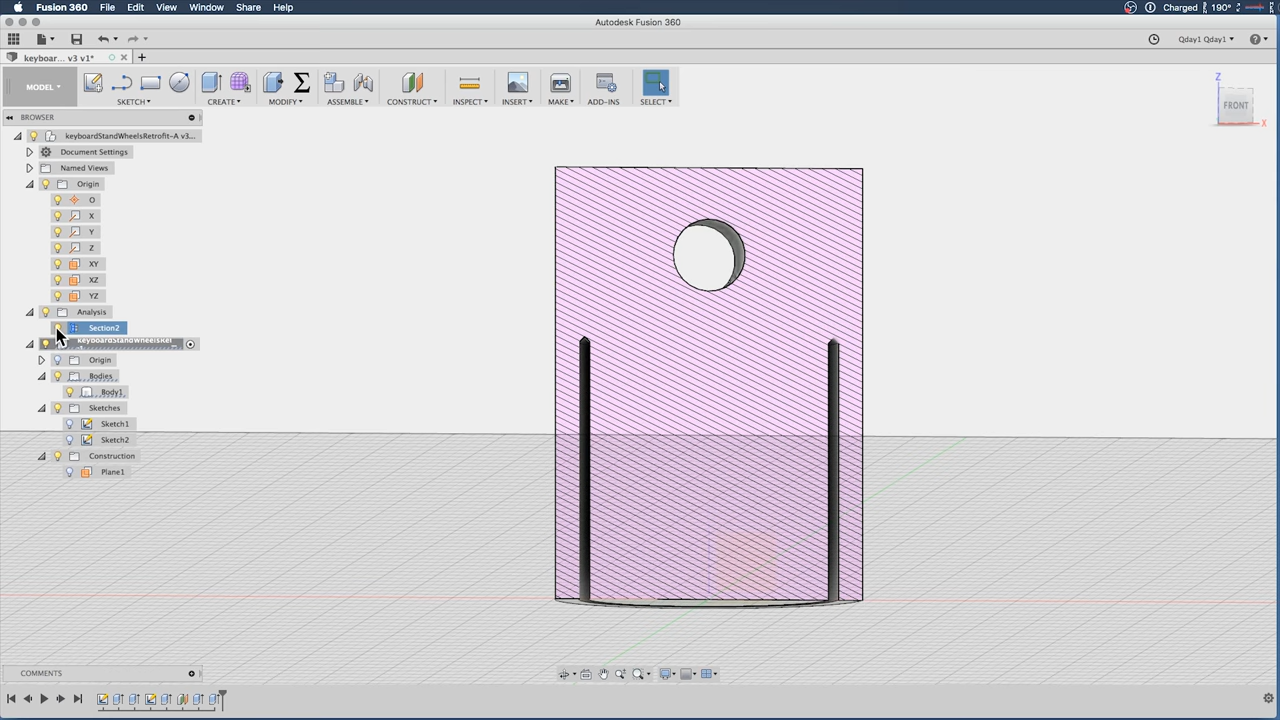 Fusion 360 File Edit View Window Share Help Charged 190°
Autodesk Fusion 360
Qday1 Qday1
keyboar... v3 v1*
MODEL SKETCH CREATE MODIFY ASSEMBLE CONSTRUCT INSPECT INSERT MAKE ADD-INS SELECT
Z
FRONT
X
BROWSER
keyboardStandWheelsRetrofit-A v3...
Document Settings
Named Views
Origin
O
X
Y
Z
XY
XZ
YZ
Analysis
Section2
Origin
Bodies
Body1
Sketches
Sketch1
Sketch2
Construction
Plane1
COMMENTS